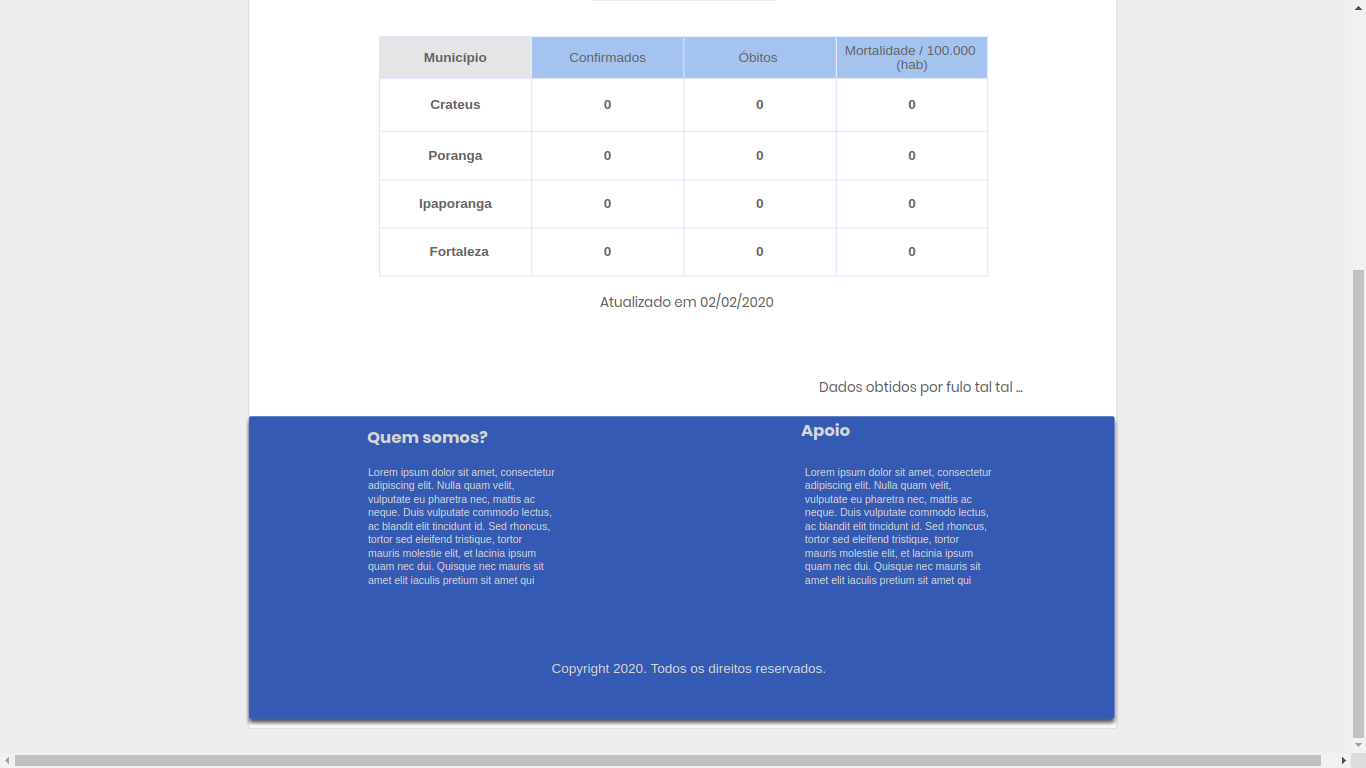 Município Confirmados Óbitos Mortalidade / 100.000
(hab)
Crateus 0 0 0
Poranga 0 0 0
Ipaporanga 0 0 0
Fortaleza 0 0 0
Atualizado em 02/02/2020
Dados obtidos por fulo tal tal ...
Quem somos?
Lorem ipsum dolor sit amet, consectetur
adipiscing elit. Nulla quam velit,
vulputate eu pharetra nec, mattis ac
neque. Duis vulputate commodo lectus,
ac blandit elit tincidunt id. Sed rhoncus,
tortor sed eleifend tristique, tortor
mauris molestie elit, et lacinia ipsum
quam nec dui. Quisque nec mauris sit
amet elit iaculis pretium sit amet qui
Apoio
Lorem ipsum dolor sit amet, consectetur
adipiscing elit. Nulla quam velit,
vulputate eu pharetra nec, mattis ac
neque. Duis vulputate commodo lectus,
ac blandit elit tincidunt id. Sed rhoncus,
tortor sed eleifend tristique, tortor
mauris molestie elit, et lacinia ipsum
quam nec dui. Quisque nec mauris sit
amet elit iaculis pretium sit amet qui
Copyright 2020. Todos os direitos reservados.